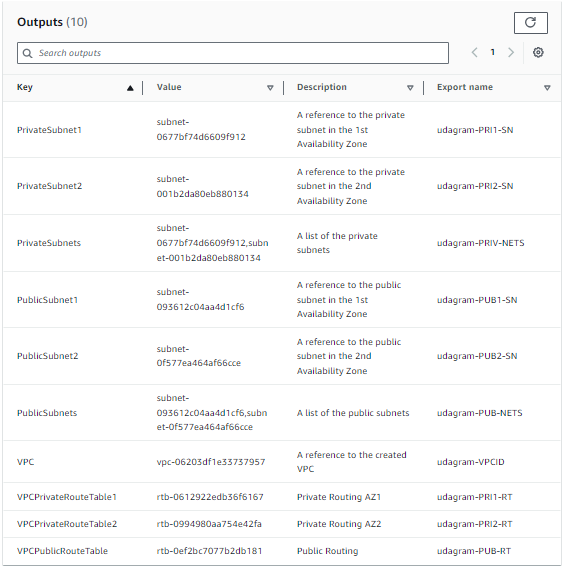 Outputs (10)
Search outputs
1
Key Value Description Export name
PrivateSubnet1
subnet-
0677bf74d6609f912
A reference to the private
subnet in the 1st
Availability Zone
udagram-PRI1-SN
PrivateSubnet2
subnet-
001b2da80eb880134
A reference to the private
subnet in the 2nd
Availability Zone
udagram-PRI2-SN
PrivateSubnets
subnet-
0677bf74d6609f912,subn
et-001b2da80eb880134
A list of the private
subnets
udagram-PRIV-NETS
PublicSubnet1
subnet-
093612c04aa4d1cf6
A reference to the public
subnet in the 1st
Availability Zone
udagram-PUB1-SN
PublicSubnet2
subnet-
0f577ea464af66cce
A reference to the public
subnet in the 2nd
Availability Zone
udagram-PUB2-SN
PublicSubnets
subnet-
093612c04aa4d1cf6,subn
et-0f577ea464af66cce
A list of the public subnets
udagram-PUB-NETS
VPC
vpc-06203df1e33737957
A reference to the created
VPC
udagram-VPCID
VPCPrivateRouteTable1 rtb-0612922edb36f6167 Private Routing AZ1 udagram-PRI1-RT
VPCPrivateRouteTable2 rtb-0994980aa754e42fa Private Routing AZ2 udagram-PRI2-RT
VPCPublicRouteTable rtb-0ef2bc7077b2db181 Public Routing udagram-PUB-RT